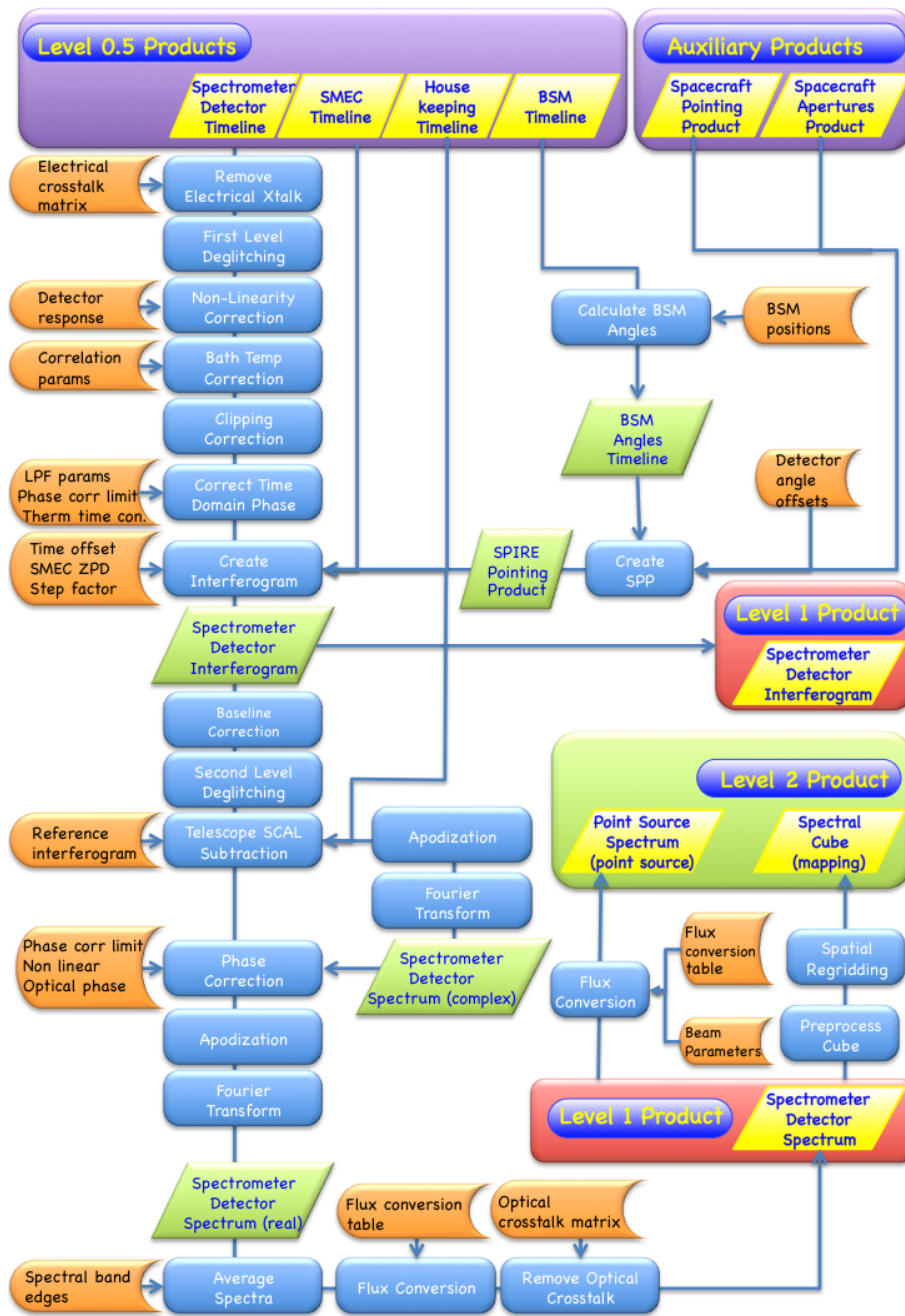 Level 0.5 Products
Spectrometer
Detector
Timeline
SMEC
Timeline
House
keeping
Timeline
BSM
Timeline
Auxiliary Products
Spacecraft
Pointing
Product
Spacecraft
Apertures
Product
Electrical
crosstalk
matrix
Remove
Electrical Xtalk
First Level
Deglitching
Detector
response
Non-Linearity
Correction
Calculate BSM
Angles
BSM
positions
Correlation
params
Bath Temp
Correction
Clipping
Correction
BSM
Angles
Timeline
LPF params
Phase corr limit
Therm time con.
Correct Time
Domain Phase
Detector
angle
offsets
Time offset
SMEC ZPD
Step factor
Create
Interferogram
SPIRE
Pointing
Product
Create
SPP
Spectrometer
Detector
Interferogram
Level 1 Product
Spectrometer
Detector
Interferogram
Baseline
Correction
Second Level
Deglitching
Level 2 Product
Point Source
Spectrum
(point source)
Spectral
Cube
(mapping)
Reference
interferogram
Telescope SCAL
Subtraction
Apodization
Fourier
Transform
Phase corr limit
Non linear
Optical phase
Phase
Correction
Spectrometer
Detector
Spectrum (complex)
Flux
Conversion
Flux
conversion
table
Spatial
Regridding
Beam
Parameters
Preprocess
Cube
Apodization
Fourier
Transform
Level 1 Product
Spectrometer
Detector
Spectrum
Spectrometer
Detector
Spectrum (real)
Flux conversion
table
Optical
crosstalk matrix
Spectral band
edges
Average
Spectra
Flux Conversion
Remove Optical
Crosstalk